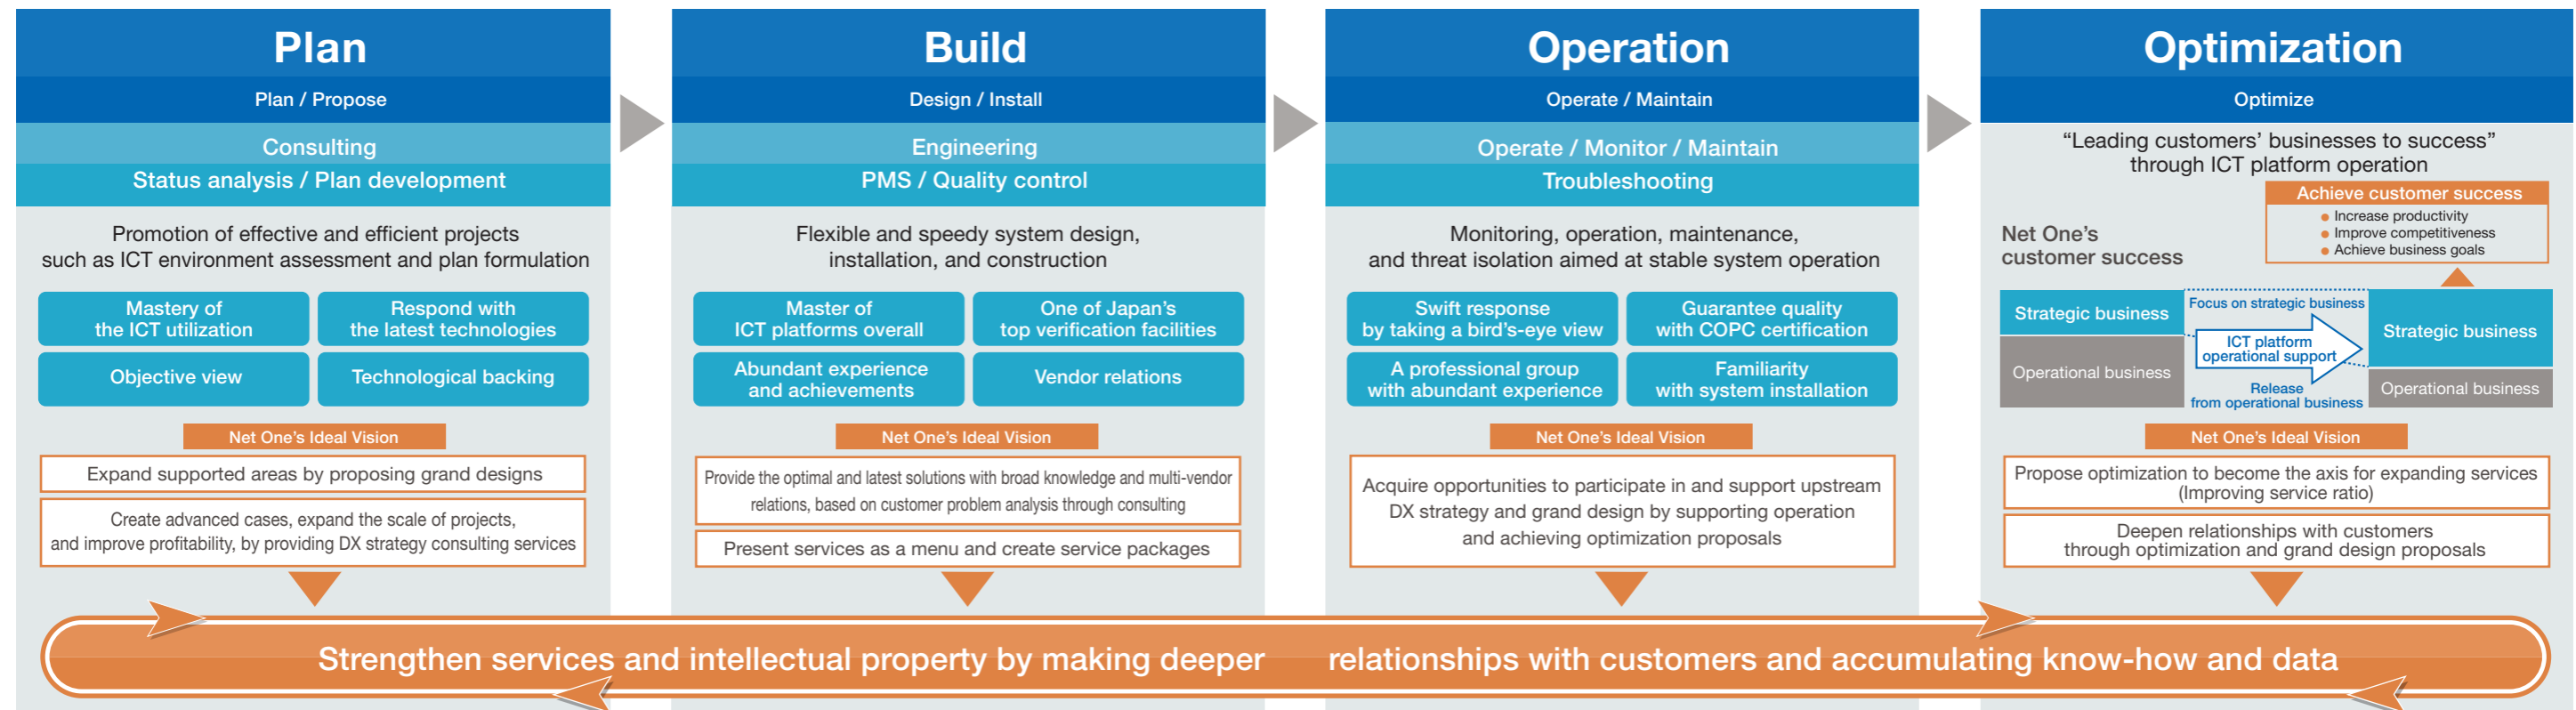 Plan
Plan / Propose
Consulting
Status analysis / Plan development
Promotion of effective and efficient projects
such as ICT environment assessment and plan formulation
Mastery of
the ICT utilization
Respond with
the latest technologies
Objective view
Technological backing
Net One’s Ideal Vision
Expand supported areas by proposing grand designs
Create advanced cases, expand the scale of projects,
and improve profitability, by providing DX strategy consulting services
Build
Design / Install
Engineering
PMS / Quality control
Flexible and speedy system design,
installation, and construction
Master of
ICT platforms overall
One of Japan’s
top verification facilities
Abundant experience
and achievements
Vendor relations
Net One’s Ideal Vision
Provide the optimal and latest solutions with broad knowledge and multi-vendor
relations, based on customer problem analysis through consulting
Present services as a menu and create service packages
Operation
Operate / Maintain
Operate / Monitor / Maintain
Troubleshooting
Monitoring, operation, maintenance,
and threat isolation aimed at stable system operation
Swift response
by taking a bird’s-eye view
Guarantee quality
with COPC certification
A professional group
with abundant experience
Familiarity
with system installation
Net One’s Ideal Vision
Acquire opportunities to participate in and support upstream
DX strategy and grand design by supporting operation
and achieving optimization proposals
Optimization
Optimize
“Leading customers’ businesses to success”
through ICT platform operation
Achieve customer success
● Increase productivity
● Improve competitiveness
● Achieve business goals
Net One’s
customer success
Strategic business
Operational business
Focus on strategic business
ICT platform
operational support
Release
from operational business
Strategic business
Operational business
Net One’s Ideal Vision
Propose optimization to become the axis for expanding services
(Improving service ratio)
Deepen relationships with customers
through optimization and grand design proposals
Strengthen services and intellectual property by making deeper relationships with customers and accumulating know-how and data